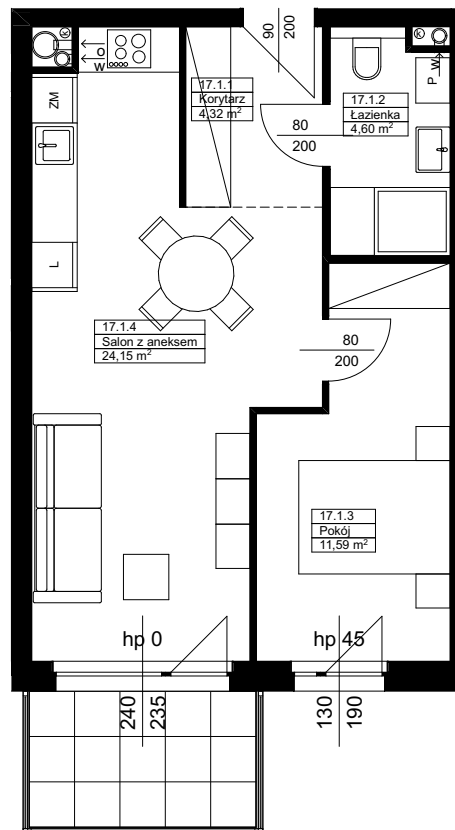 90
200
K
O
W
K
W
P
ZM
17.1.1
Korytarz
4,32 m²
17.1.2
Łazienka
4,60 m²
80
200
L
17.1.4
Salon z aneksem
24,15 m²
80
200
17.1.3
Pokój
11,59 m²
hp 0
hp 45
240
235
130
190